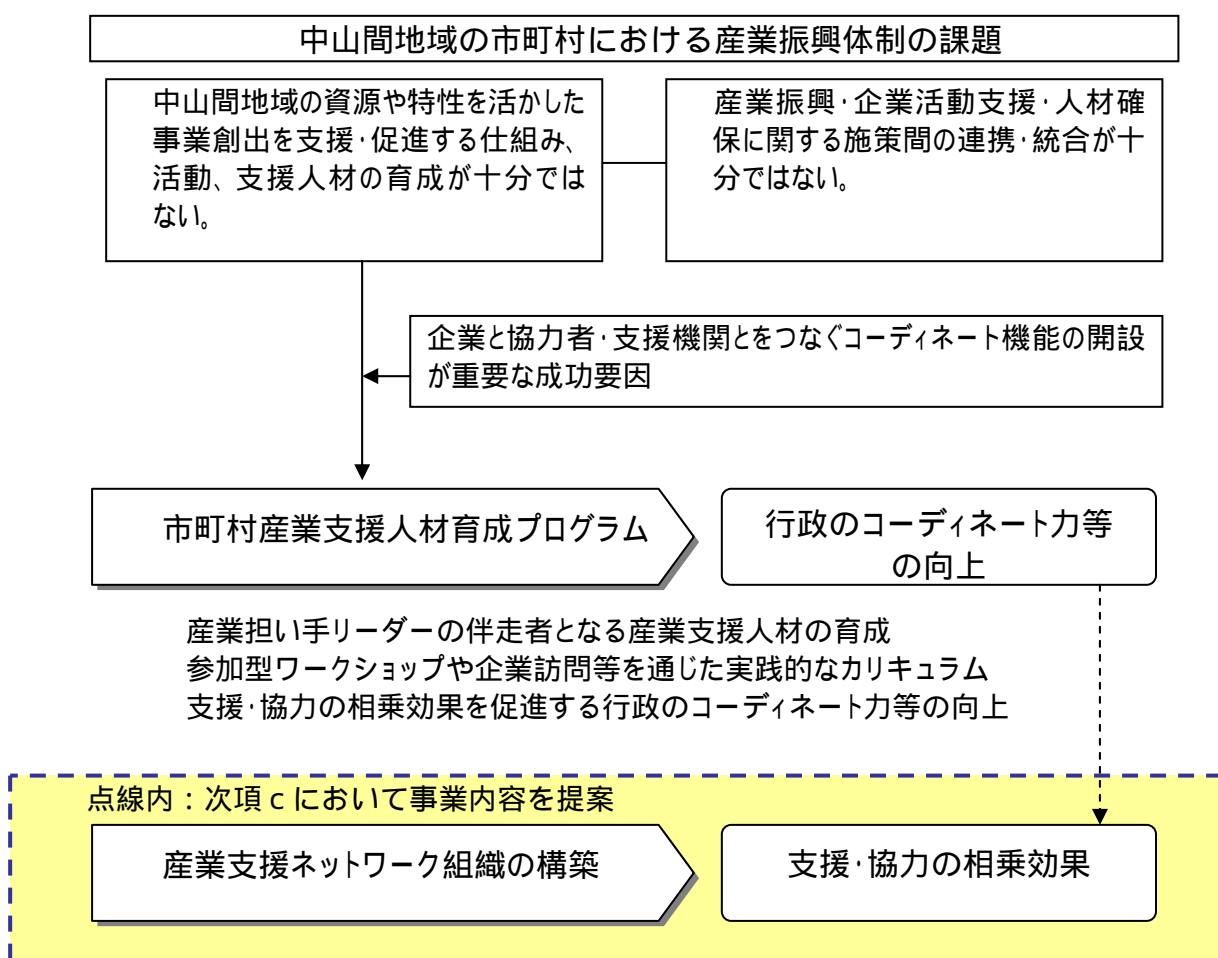 中山間地域の市町村における産業振興体制の課題
中山間地域の資源や特性を活かした
事業創出を支援･促進する仕組み、
活動、支援人材の育成が十分では
ない。
産業振興･企業活動支援･人材確
保に関する施策間の連携･統合が十
分ではない。
企業と協力者･支援機関とをつなぐコーディネート機能の開設
が重要な成功要因
市町村産業支援人材育成プログラム
行政のコーディネート力等
の向上
産業担い手リーダーの伴走者となる産業支援人材の育成
参加型ワークショップや企業訪問等を通じた実践的なカリキュラム
支援･協力の相乗効果を促進する行政のコーディネート力等の向上
点線内：次項ｃにおいて事業内容を提案
産業支援ネットワーク組織の構築
支援･協力の相乗効果